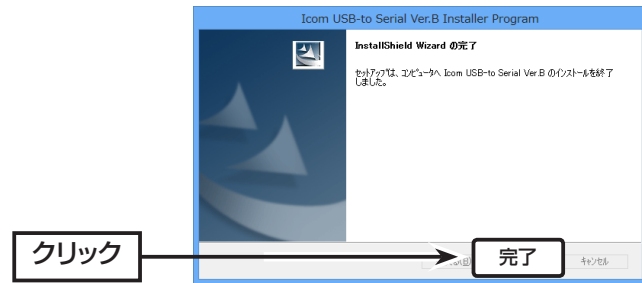 Icom USB-to Serial Ver.B Installer Program
InstallShield Wizard の完了
セットアップは、コンピュータへ Icom USB-to Serial Ver.B のインストールを終了
しました。
クリック
完了
キャンセル